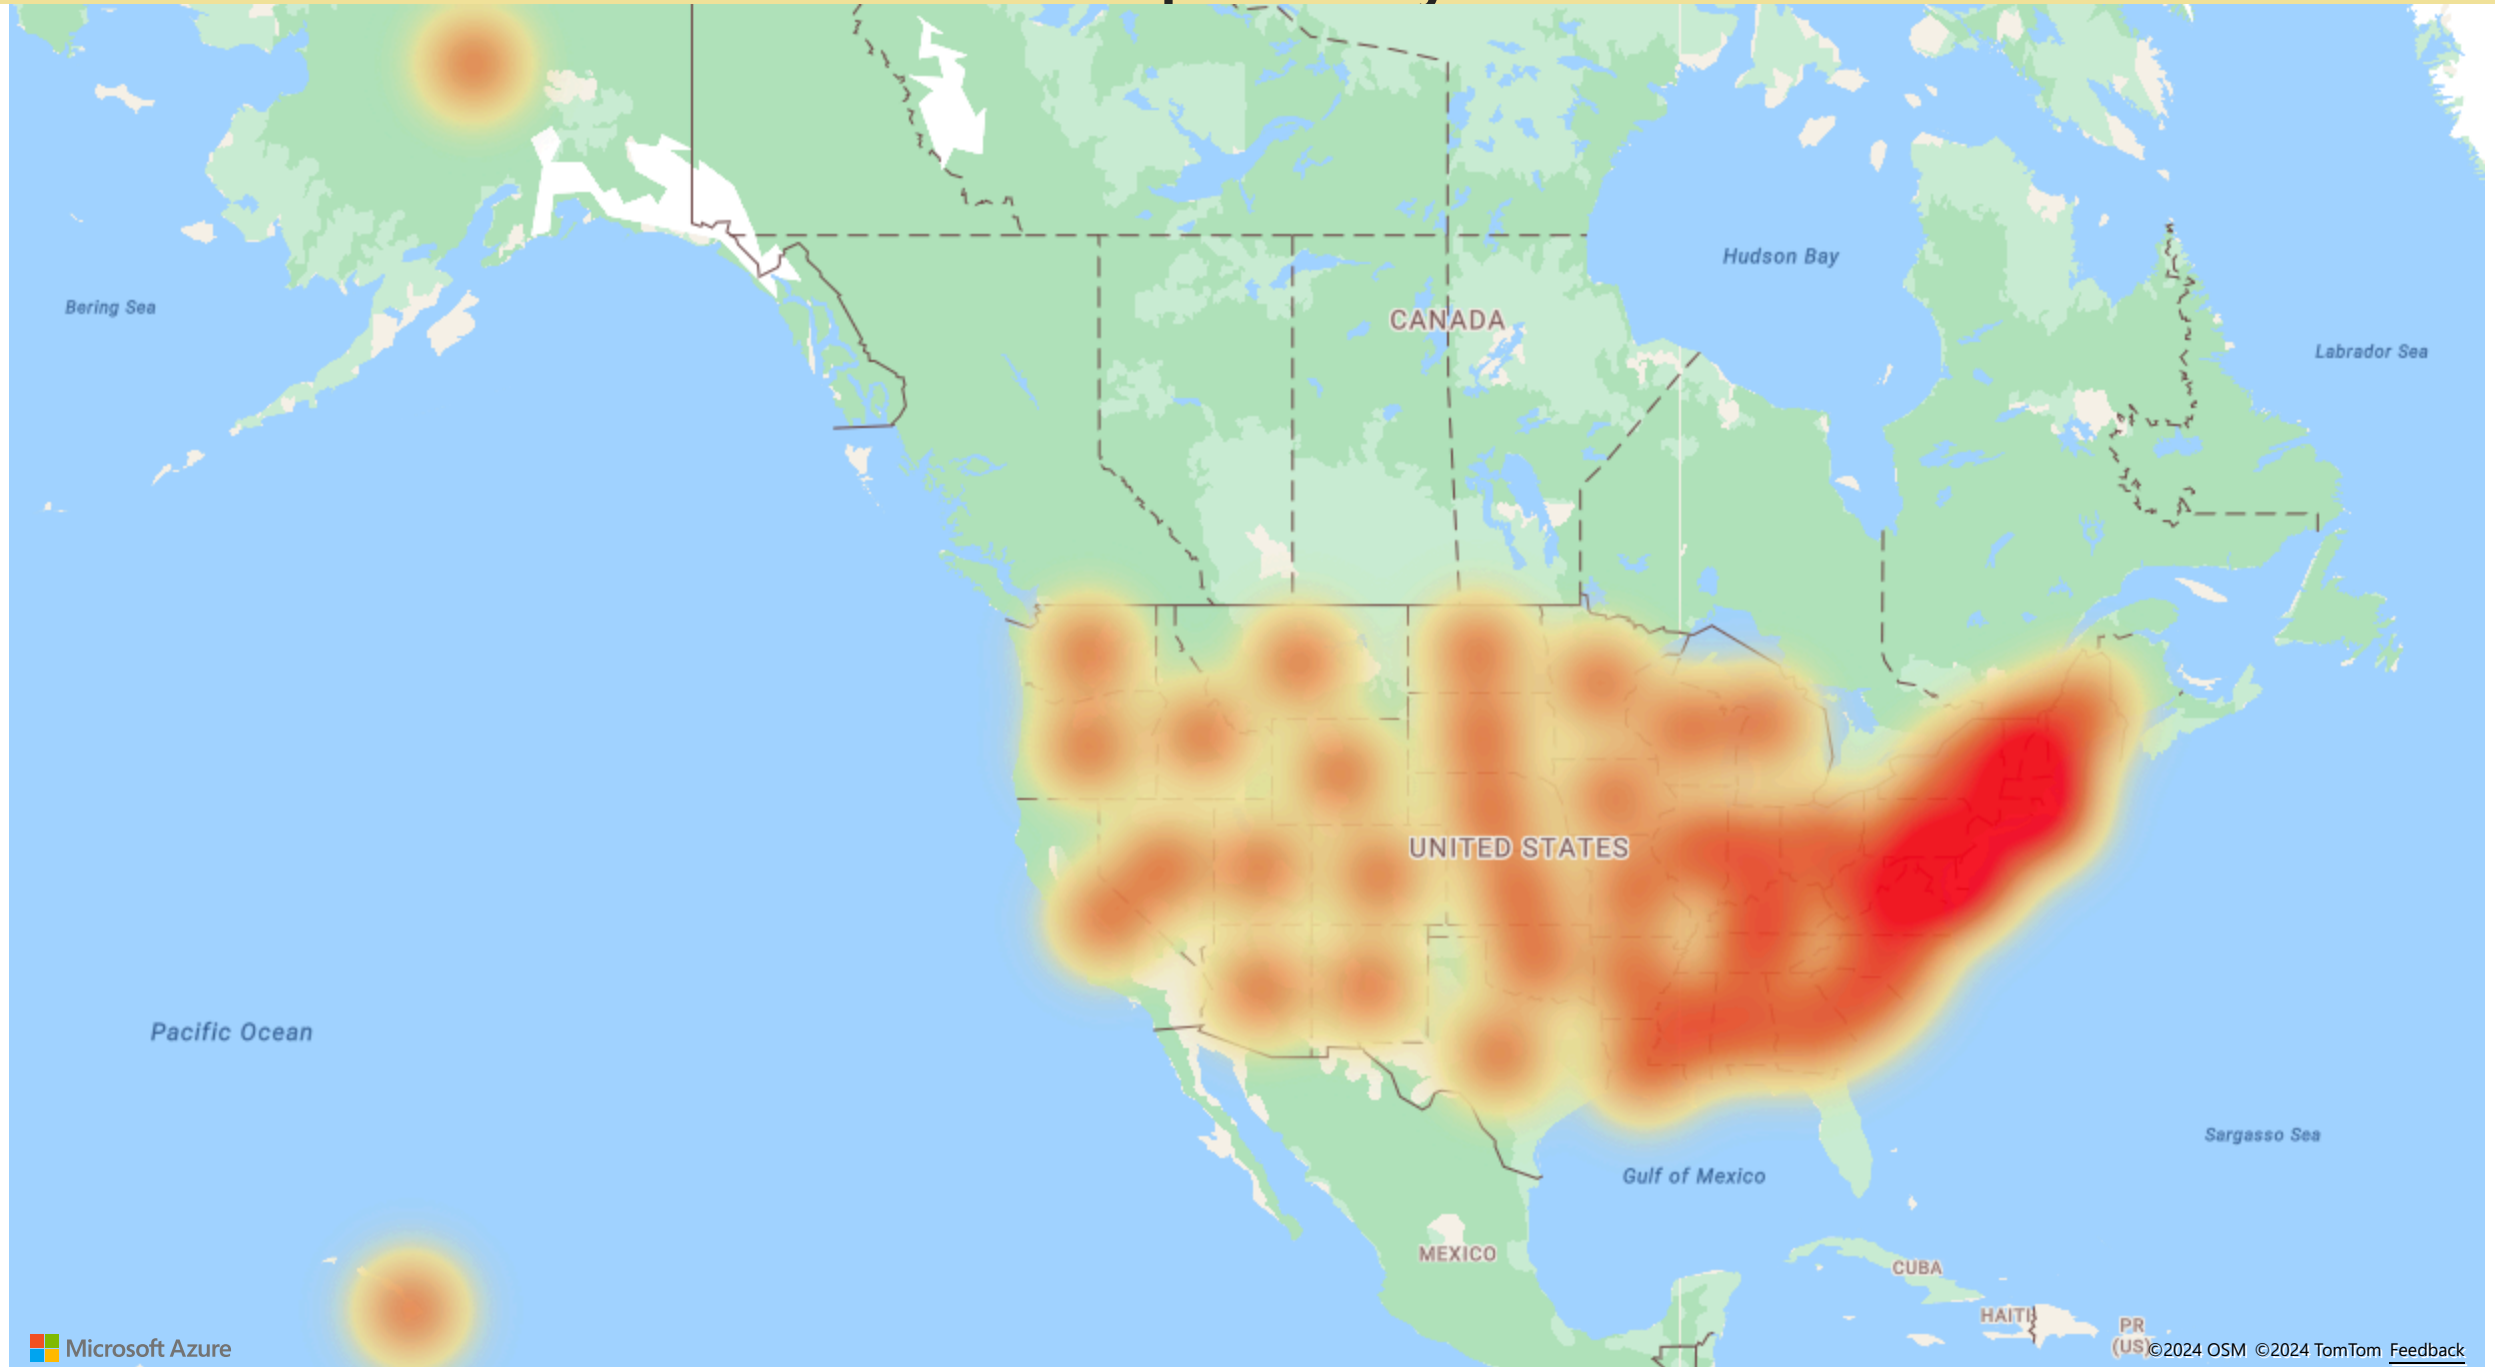 Hudson Bay
Bering Sea
CANADA
Labrador Sea
UNITED STATES
Pacific Ocean
Sargasso Sea
Gulf of Mexico
MEXICO
CUBA
HAITI
PR
(US)
Microsoft Azure
©2024 OSM ©2024 TomTom Feedback